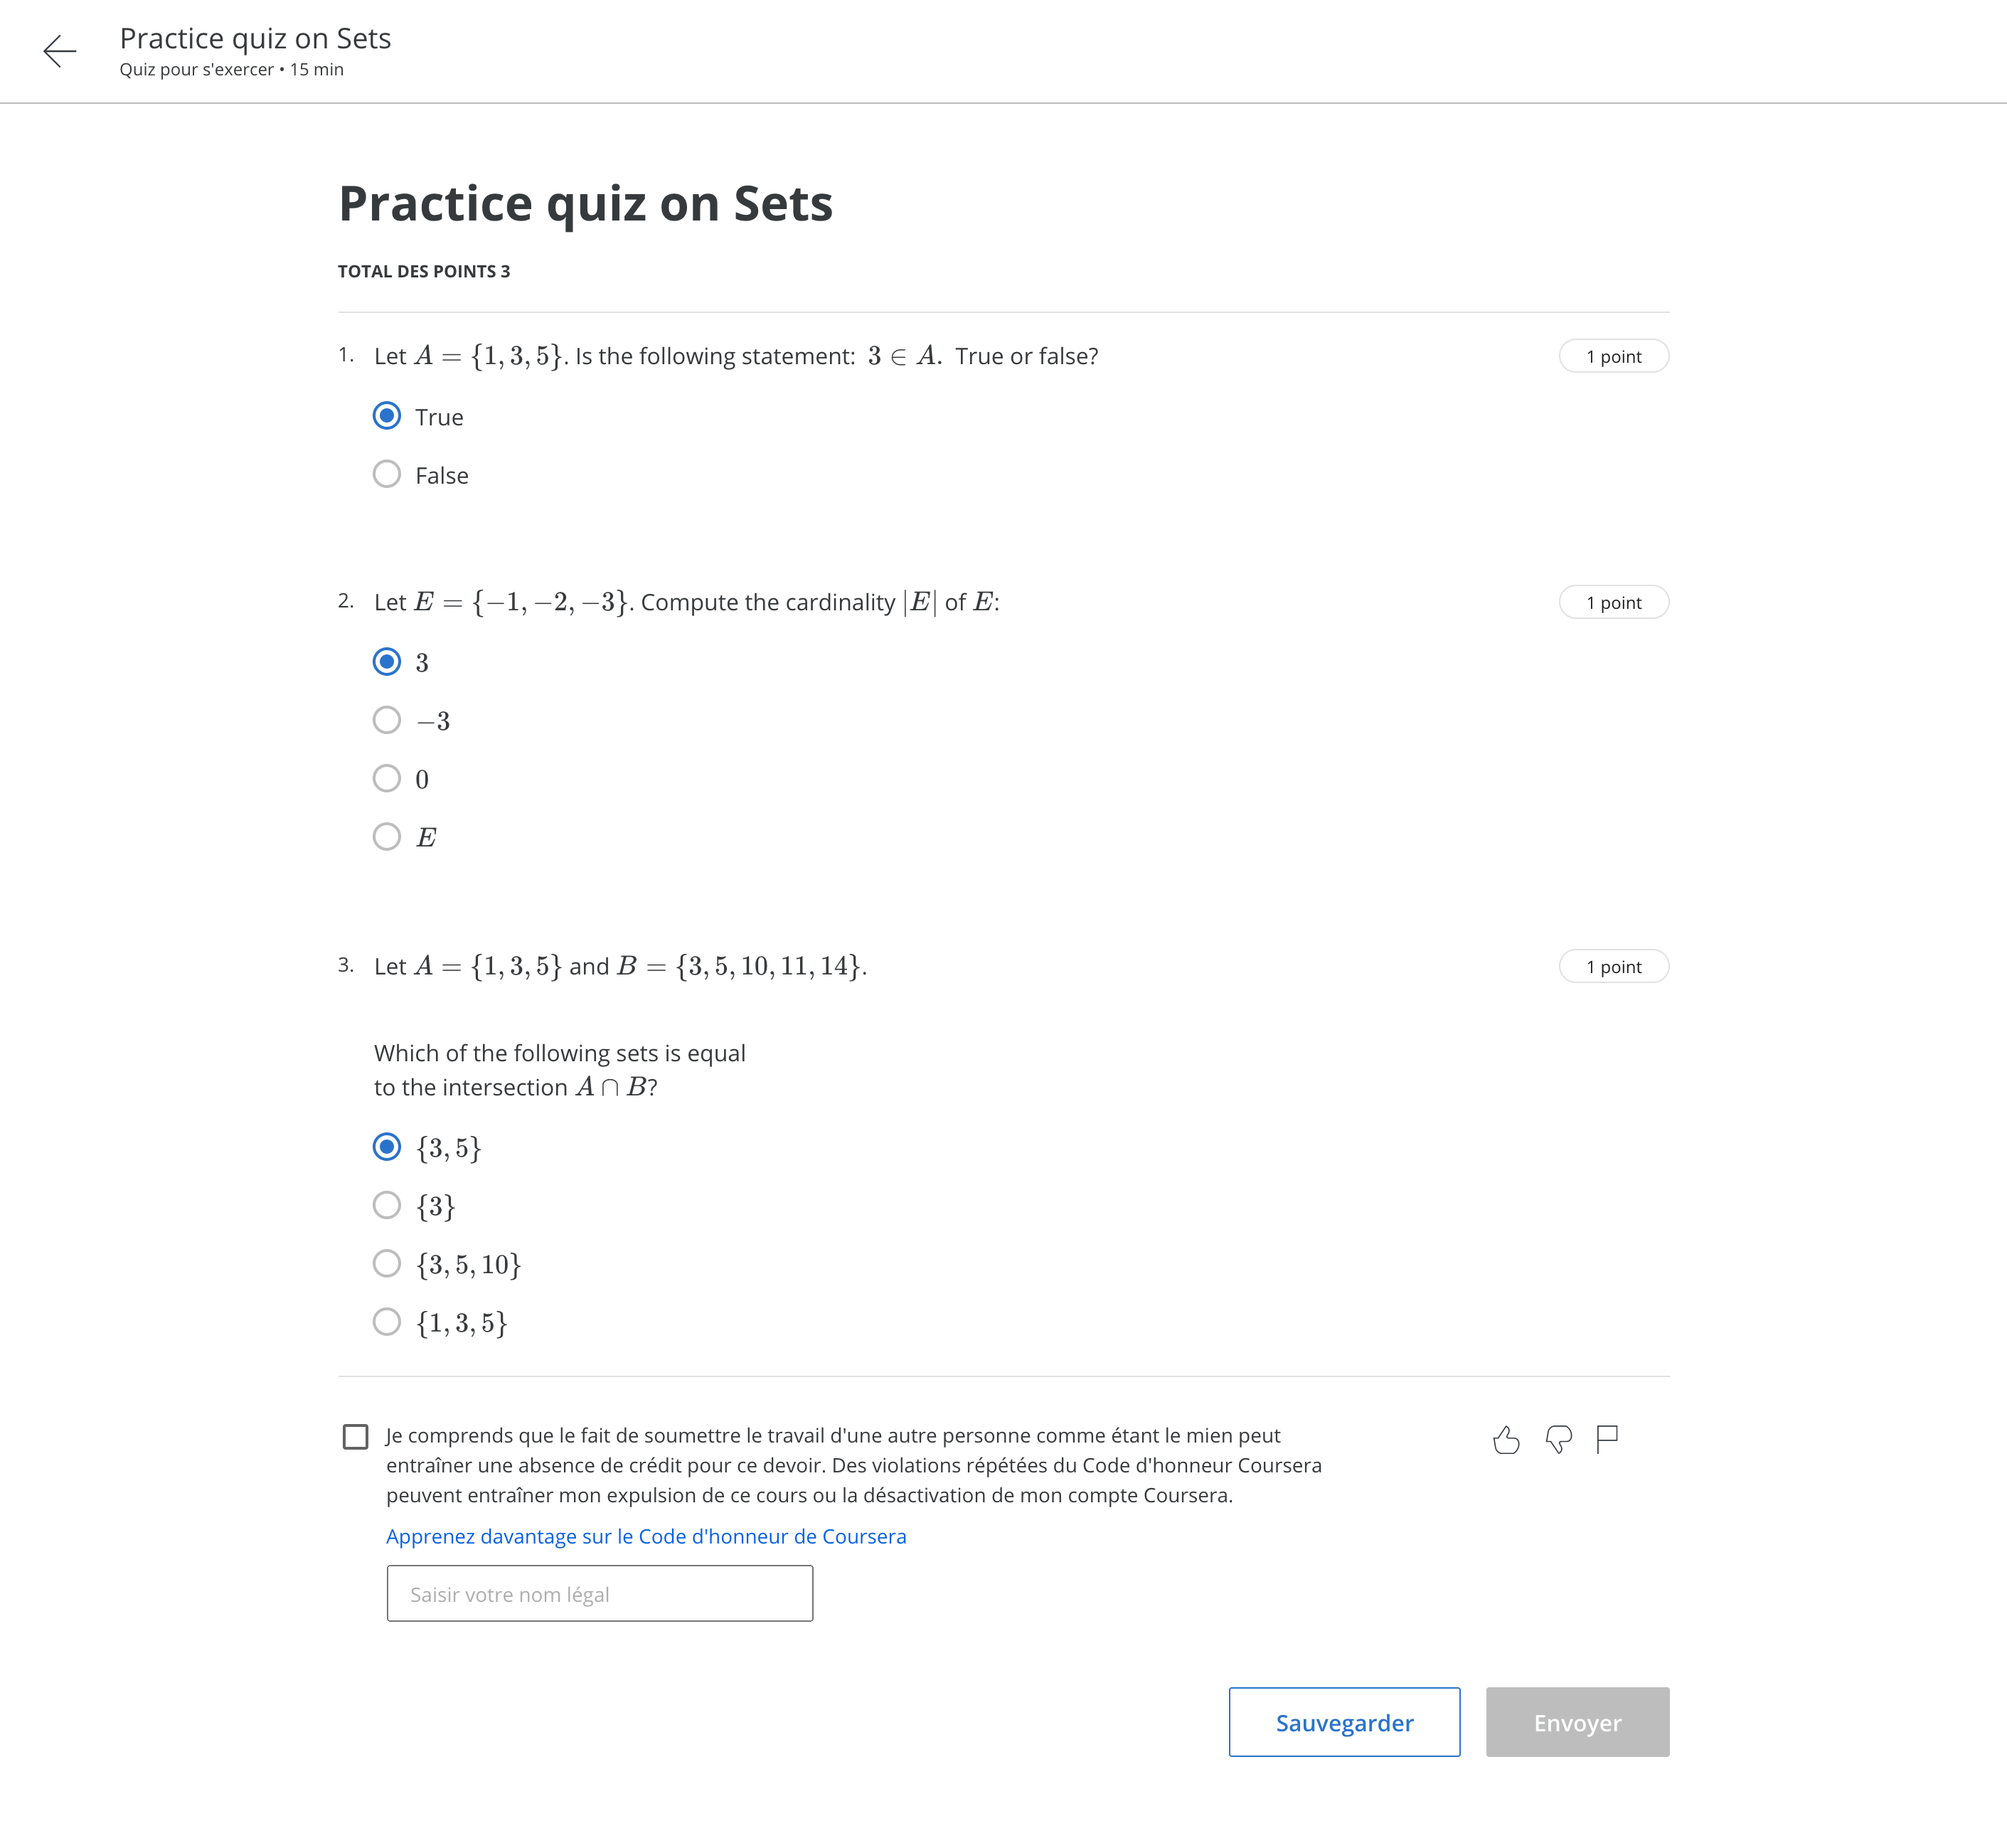 Practice quiz on Sets
Quiz pour s'exercer • 15 min
Practice quiz on Sets
TOTAL DES POINTS 3
1. Let A = {1, 3, 5}. Is the following statement: 3 ∈ A. True or false?
1 point
True
False
2. Let E = {−1, −2, −3}. Compute the cardinality |E| of E:
1 point
3
−3
0
E
3. Let A = {1, 3, 5} and B = {3, 5, 10, 11, 14}.
1 point
Which of the following sets is equal
to the intersection A ∩ B?
{3, 5}
{3}
{3, 5, 10}
{1, 3, 5}
Je comprends que le fait de soumettre le travail d'une autre personne comme étant le mien peut
entraîner une absence de crédit pour ce devoir. Des violations répétées du Code d'honneur Coursera
peuvent entraîner mon expulsion de ce cours ou la désactivation de mon compte Coursera.
Apprenez davantage sur le Code d'honneur de Coursera
Saisir votre nom légal
Sauvegarder
Envoyer